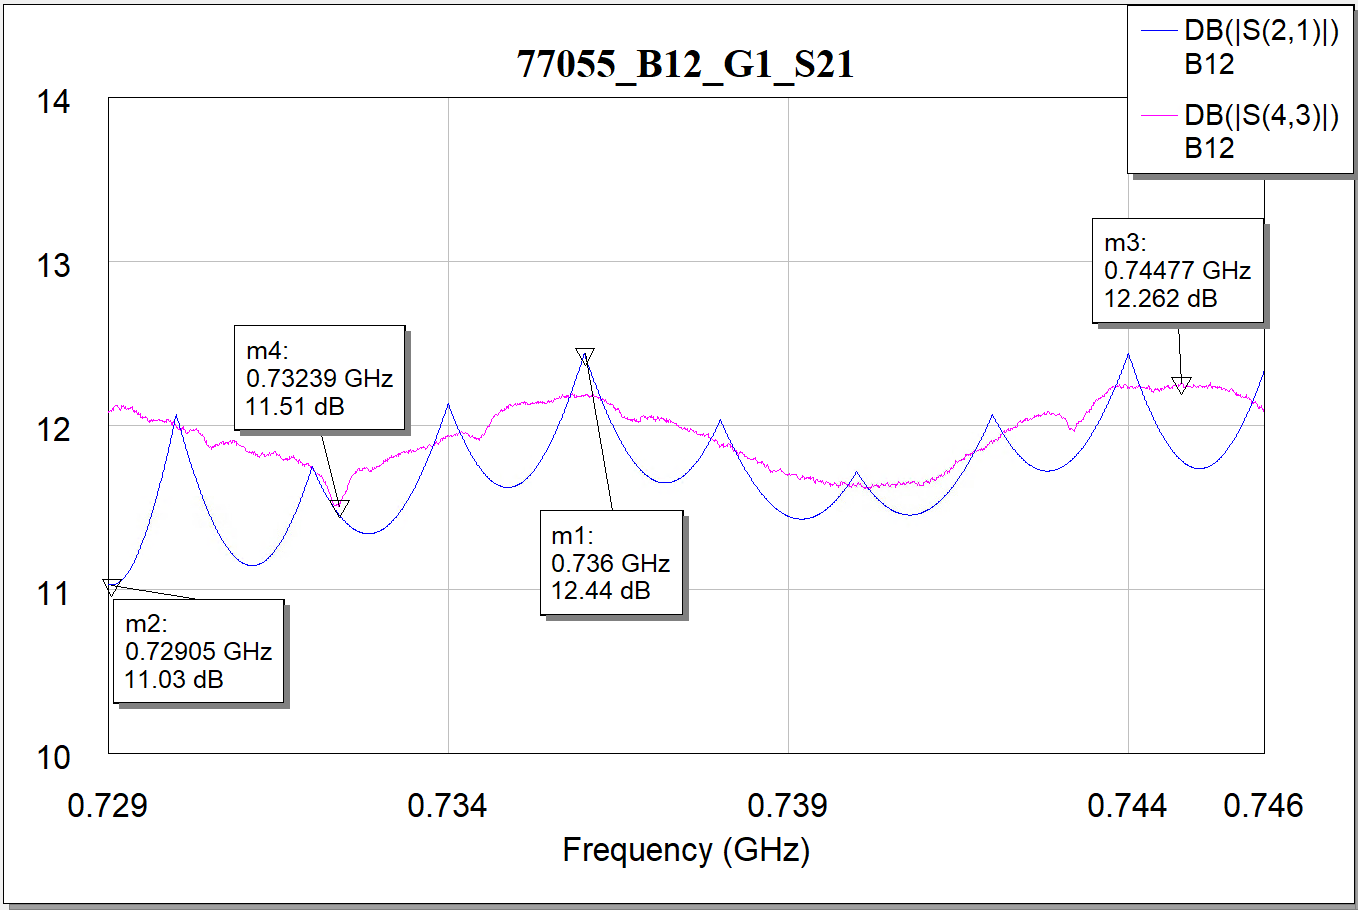 77055_B12_G1_S21
DB(|S(2,1)|)
B12
DB(|S(4,3)|)
B12
14
13
12
11
10
m3:
0.74477 GHz
12.262 dB
m4:
0.73239 GHz
11.51 dB
m1:
0.736 GHz
12.44 dB
m2:
0.72905 GHz
11.03 dB
0.729 0.734 0.739 0.744 0.746
Frequency (GHz)